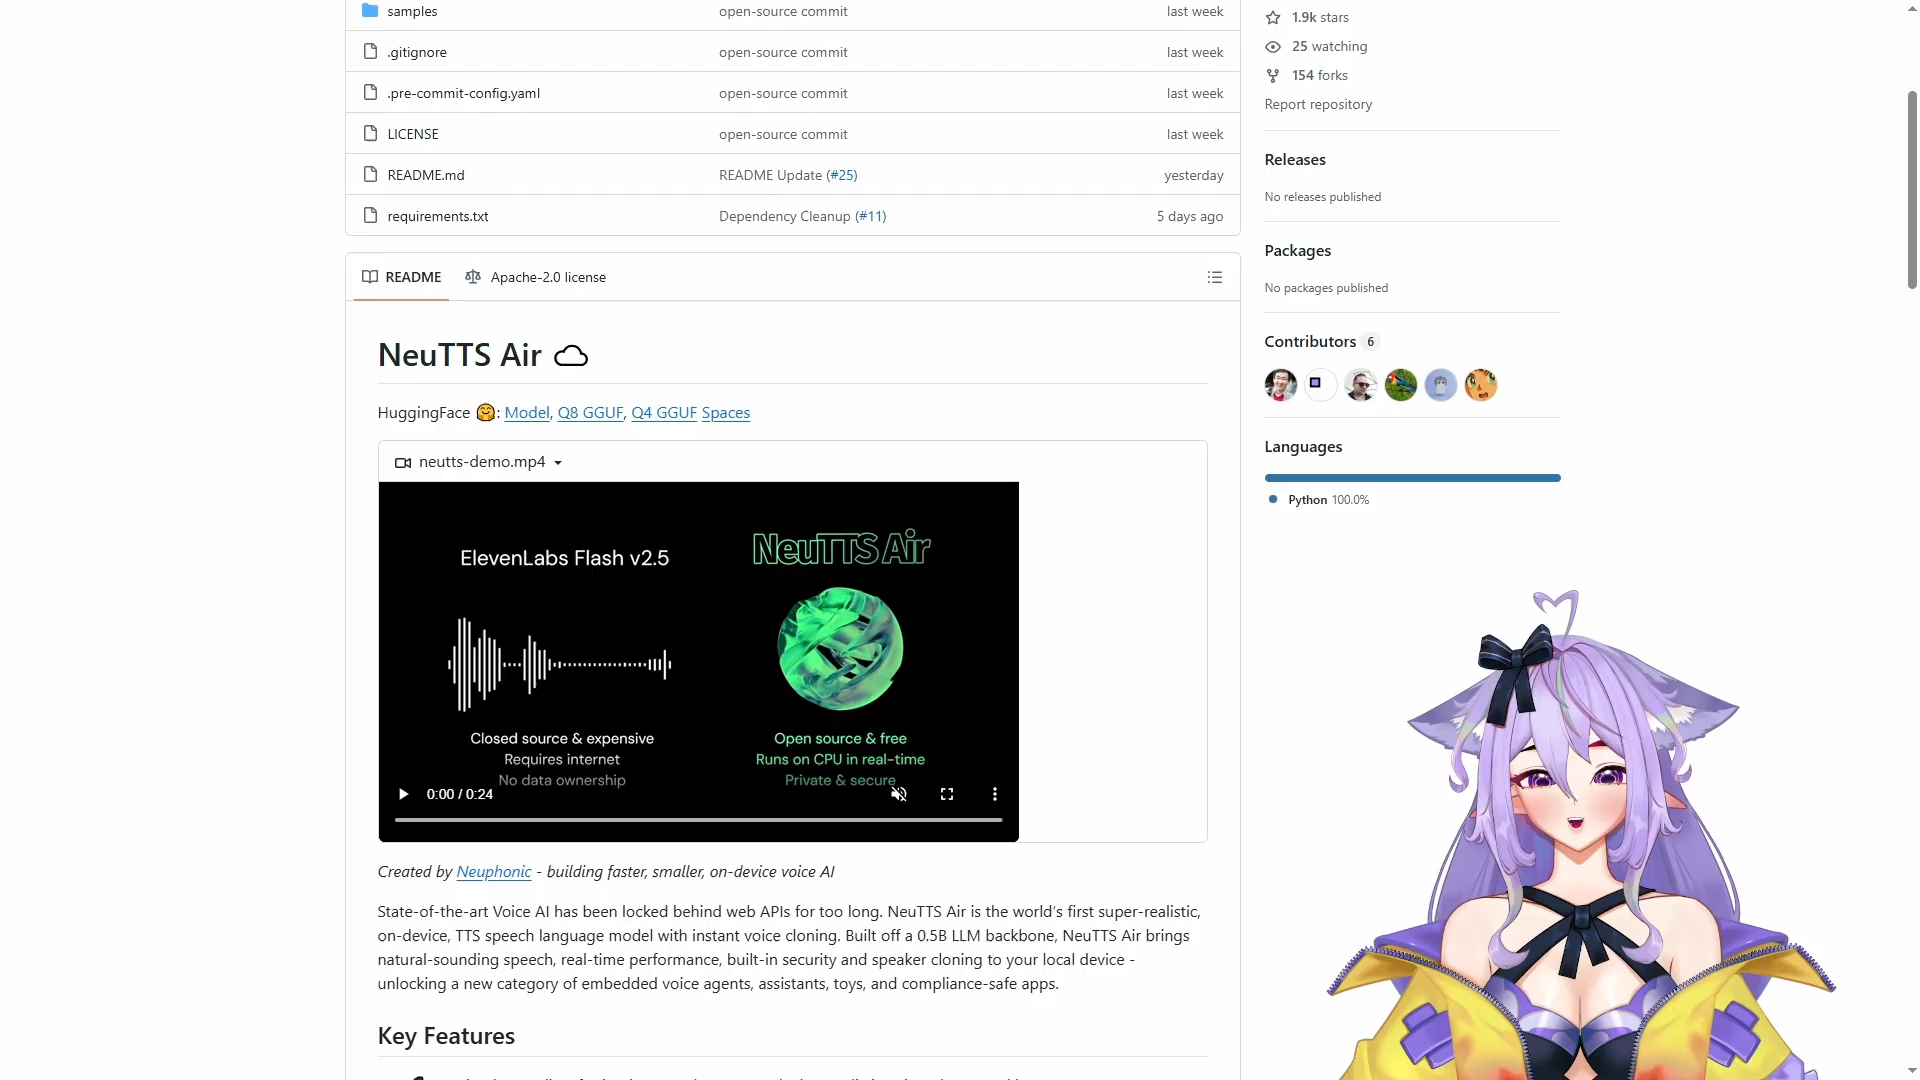 samples open-source commit last week
.gitignore open-source commit last week
.pre-commit-config.yaml open-source commit last week
LICENSE open-source commit last week
README.md README Update (#25) yesterday
requirements.txt Dependency Cleanup (#11) 5 days ago
README Apache-2.0 license
NeuTTS Air
HuggingFace 🤗: Model, Q8 GGUF, Q4 GGUF Spaces
neutts-demo.mp4
ElevenLabs Flash v2.5
Closed source & expensive
Requires internet
No data ownership
NeuTTS Air
Open source & free
Runs on CPU in real-time
Private & secure
0:00 / 0:24
Created by Neuphonic - building faster, smaller, on-device voice AI
State-of-the-art Voice AI has been locked behind web APIs for too long. NeuTTS Air is the world's first super-realistic,
on-device, TTS speech language model with instant voice cloning. Built off a 0.5B LLM backbone, NeuTTS Air brings
natural-sounding speech, real-time performance, built-in security and speaker cloning to your local device -
unlocking a new category of embedded voice agents, assistants, toys, and compliance-safe apps.
Key Features
1.9k stars
25 watching
154 forks
Report repository
Releases
No releases published
Packages
No packages published
Contributors 6
Languages
Python 100.0%